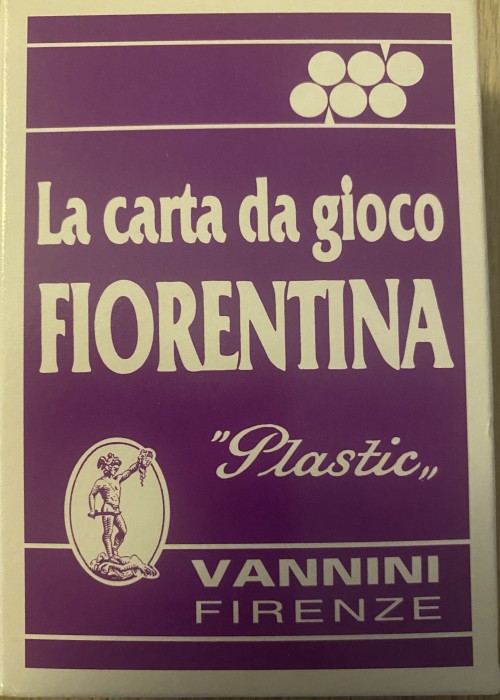 La carta da gioco
FIORENTINA
"Plastic„
VANNINI
FIRENZE